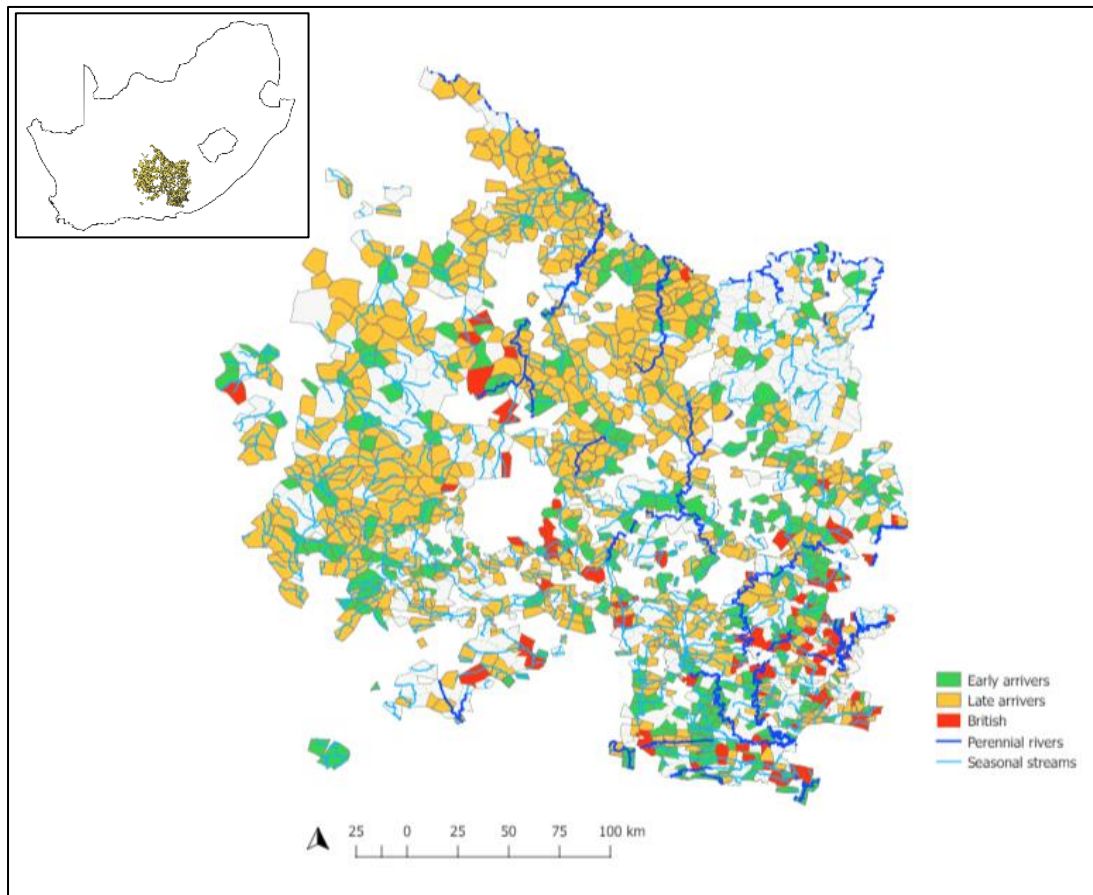 Early arrivers
Late arrivers
British
Perennial rivers
Seasonal streams
25 0 25 50 75 100 km